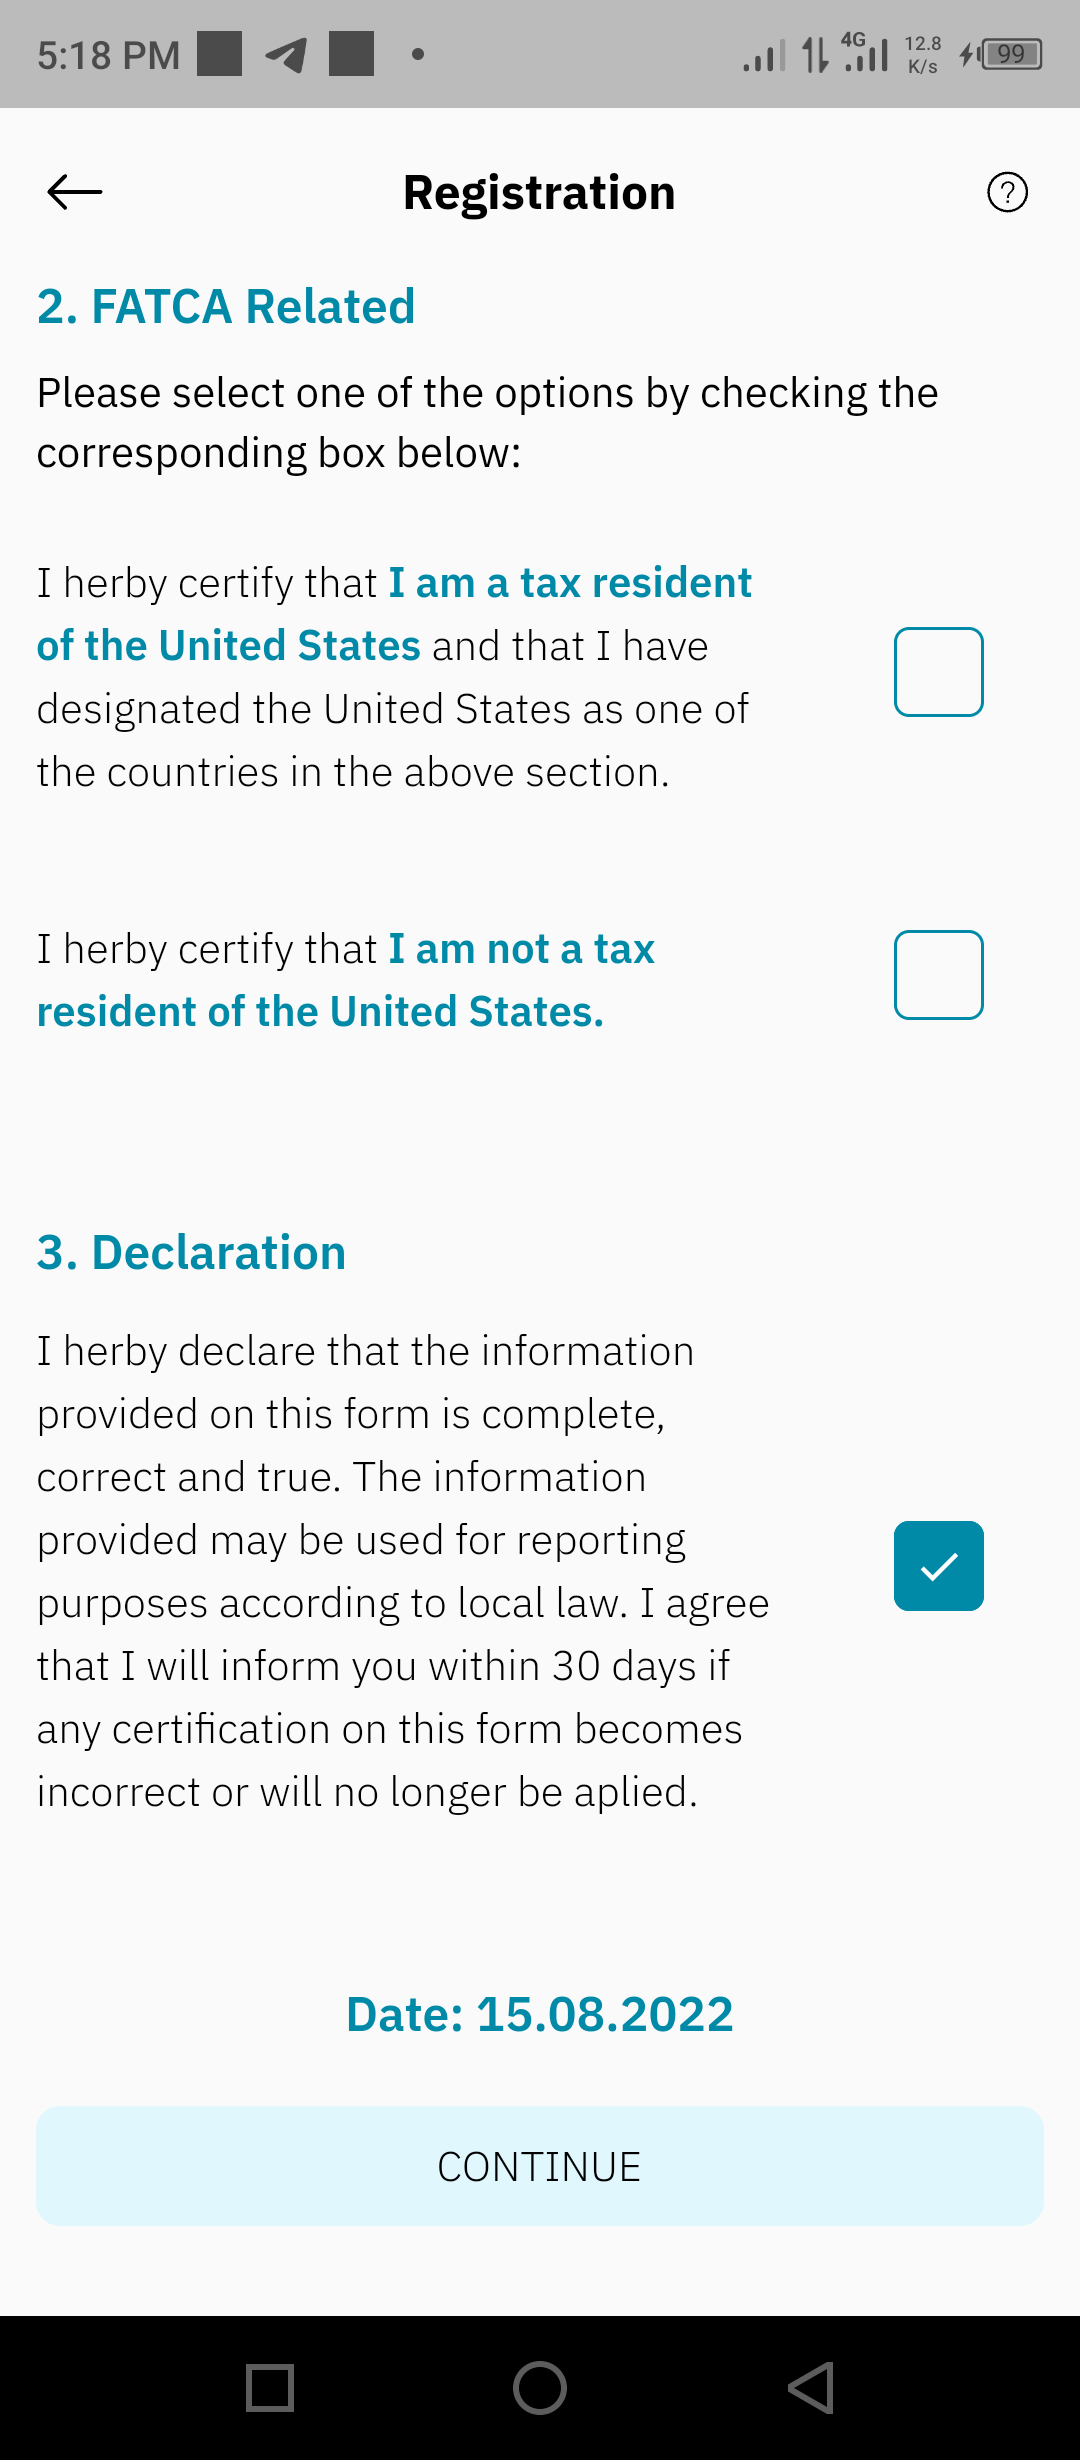 5:18 PM
4G
12.8
K/s
99
Registration
2. FATCA Related
Please select one of the options by checking the
corresponding box below:
I herby certify that I am a tax resident
of the United States and that I have
designated the United States as one of
the countries in the above section.
I herby certify that I am not a tax
resident of the United States.
3. Declaration
I herby declare that the information
provided on this form is complete,
correct and true. The information
provided may be used for reporting
purposes according to local law. I agree
that I will inform you within 30 days if
any certification on this form becomes
incorrect or will no longer be aplied.
Date: 15.08.2022
CONTINUE